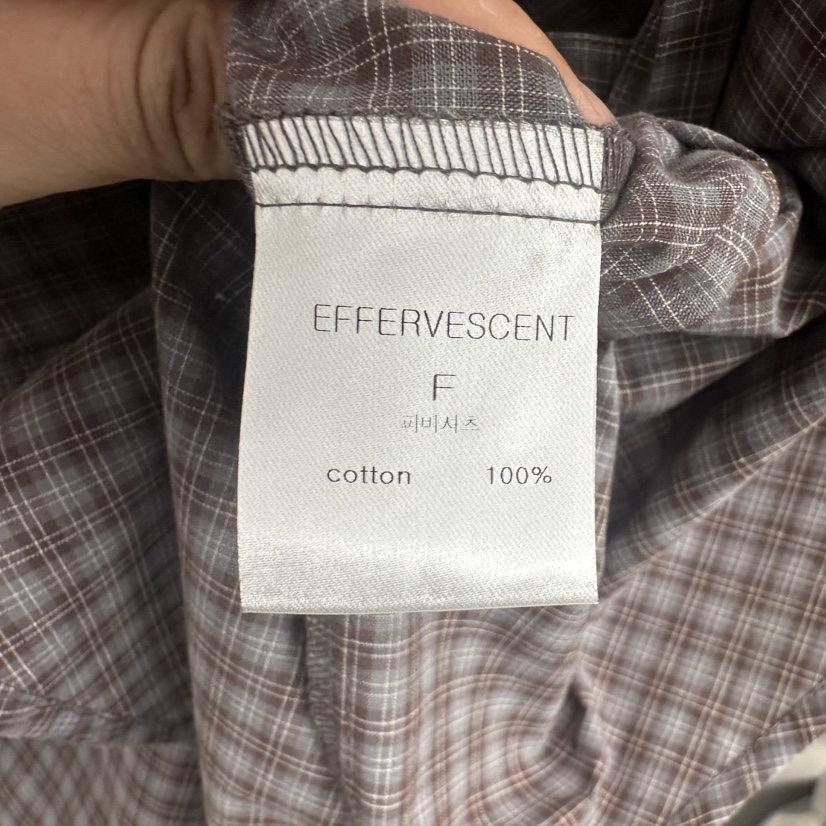 EFFERVESCENT
F
피비셔츠
cotton 100%